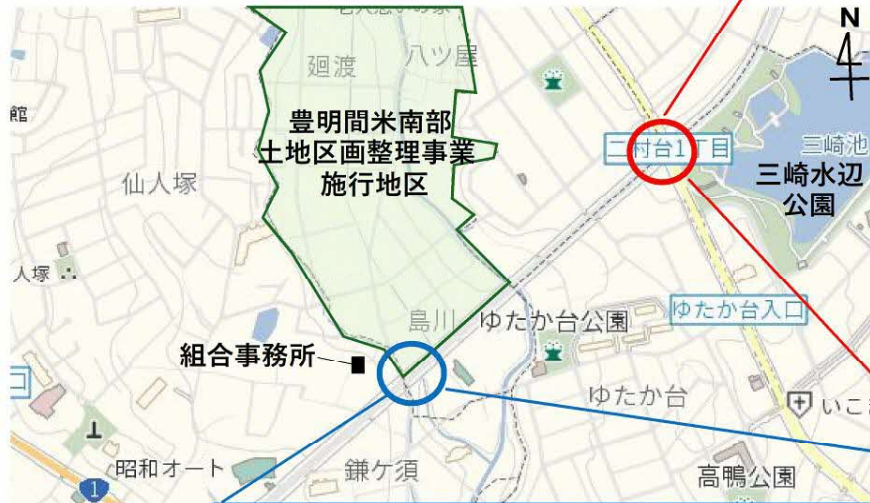 N
廻渡
八ツ屋
館
豊明間米南部
土地区画整理事業
施行地区
二村台1丁目
三崎池
三崎水辺
公園
仙人塚
人塚
島川
ゆたか台公園
ゆたか台入口
組合事務所
口
ゆたか台
いこま
1
昭和オート
鎌ケ須
高鴨公園